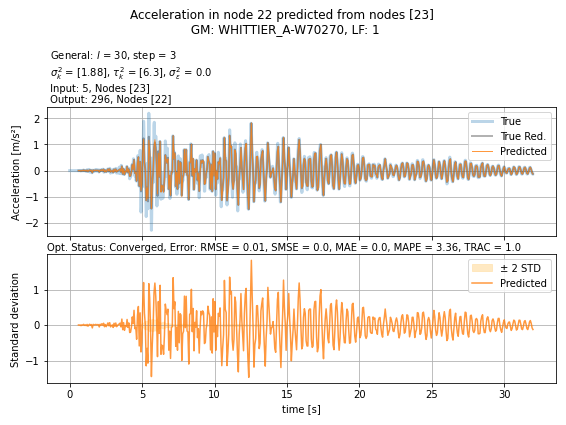 Acceleration in node 22 predicted from nodes [23]
GM: WHITTIER_A-W70270, LF: 1
General: l = 30, step = 3
σ²ₖ = [1.88], τ²ₖ = [6.3], σ²ε = 0.0
Input: 5, Nodes [23]
Output: 296, Nodes [22]
Acceleration [m/s²]
2
1
0
−1
−2
True
True Red.
Predicted
Opt. Status: Converged, Error: RMSE = 0.01, SMSE = 0.0, MAE = 0.0, MAPE = 3.36, TRAC = 1.0
Standard deviation
1
0
−1
± 2 STD
Predicted
0 5 10 15 20 25 30
time [s]